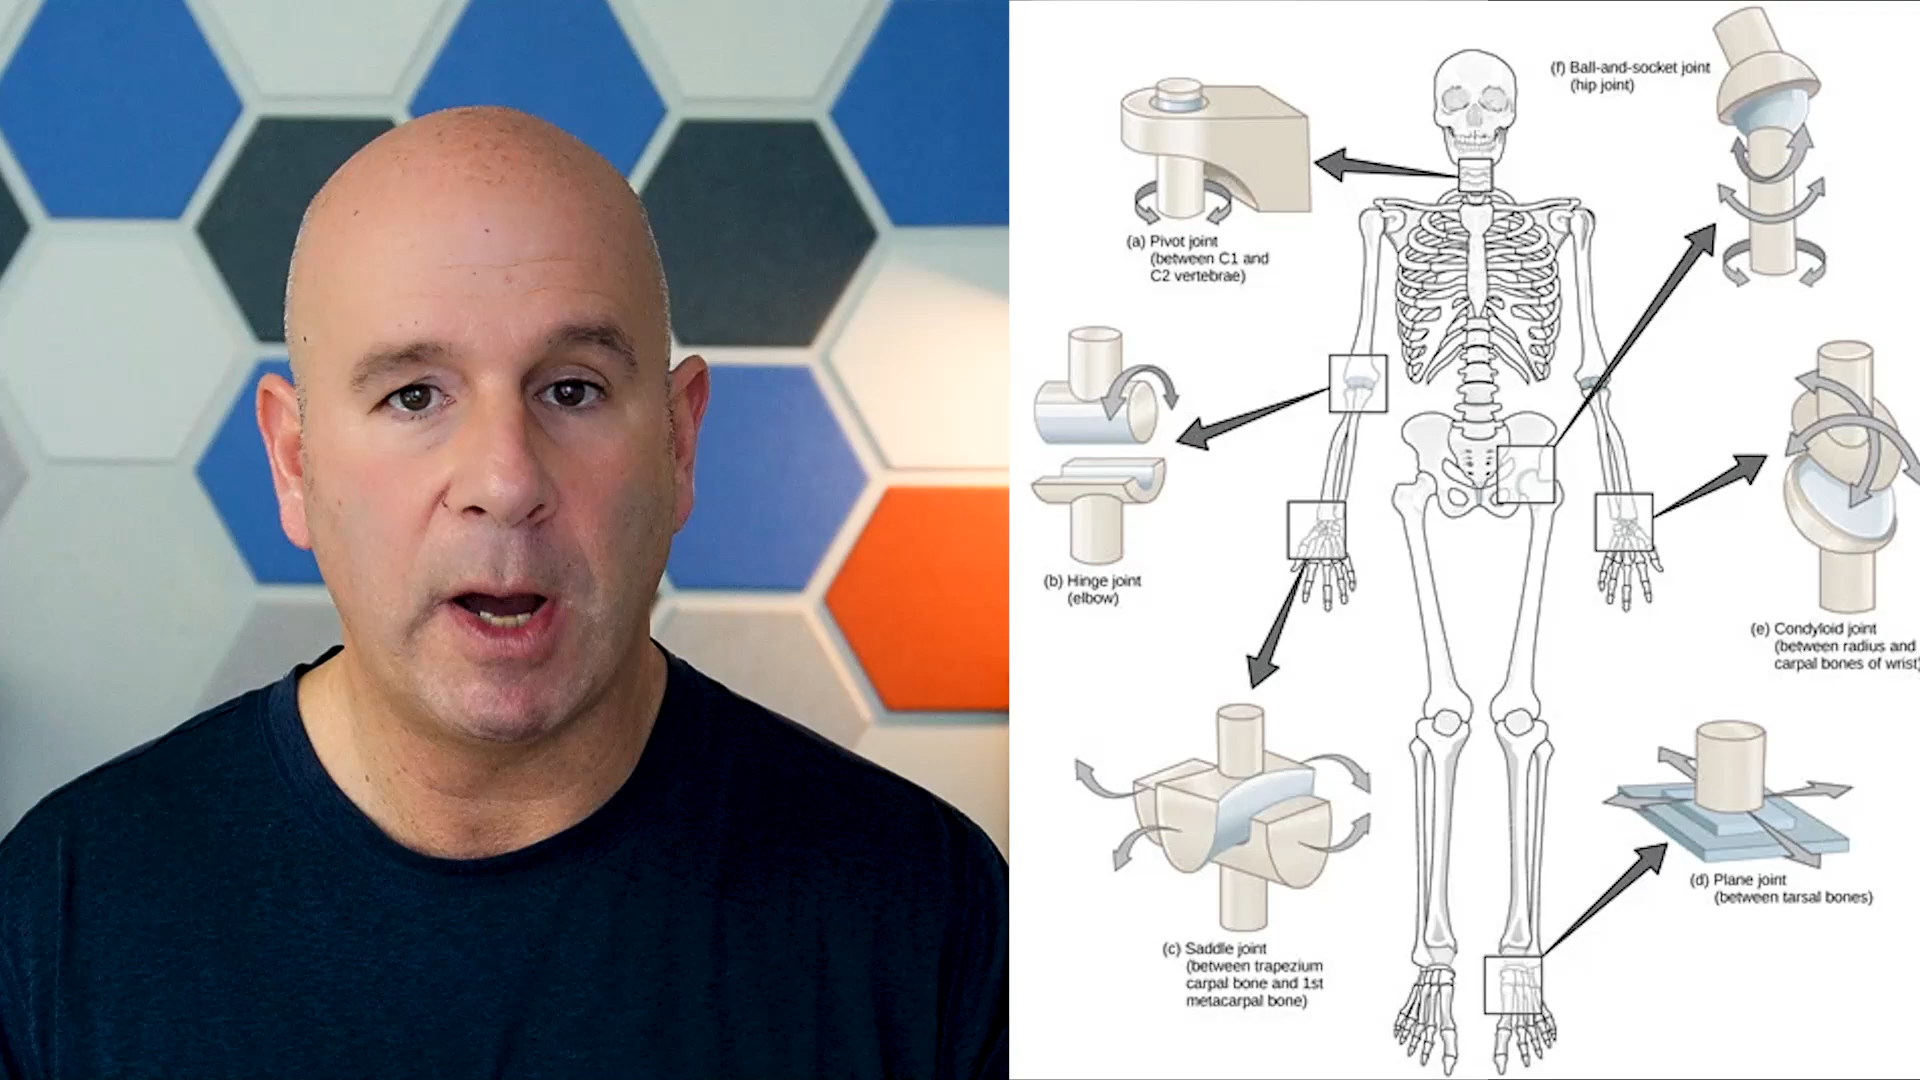 (f) Ball-and-socket joint
(hip joint)
(a) Pivot joint
(between C1 and
C2 vertebrae)
(b) Hinge joint
(elbow)
(e) Condyloid joint
(between radius and
carpal bones of wrist)
(d) Plane joint
(between tarsal bones)
(c) Saddle joint
(between trapezium
carpal bone and 1st
metacarpal bone)